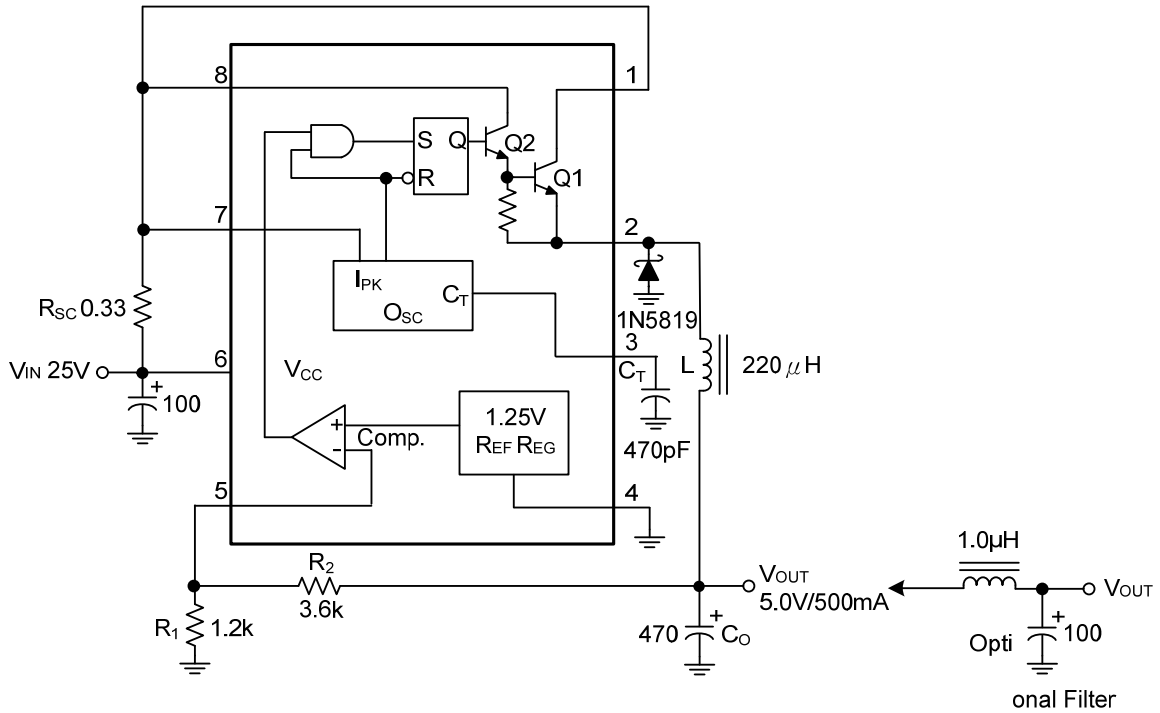 8
1
S Q
Q2
R
Q1
7
2
IPK
CT
OSC
RSC 0.33
1N5819
3
VIN 25V
6
VCC
CT
L
220 μH
100
1.25V
REF REG
+
Comp.
-
470pF
5
4
1.0μH
R2
3.6k
VOUT
5.0V/500mA
VOUT
R1 1.2k
470 + CO
+ 100
Opti
onal Filter
+